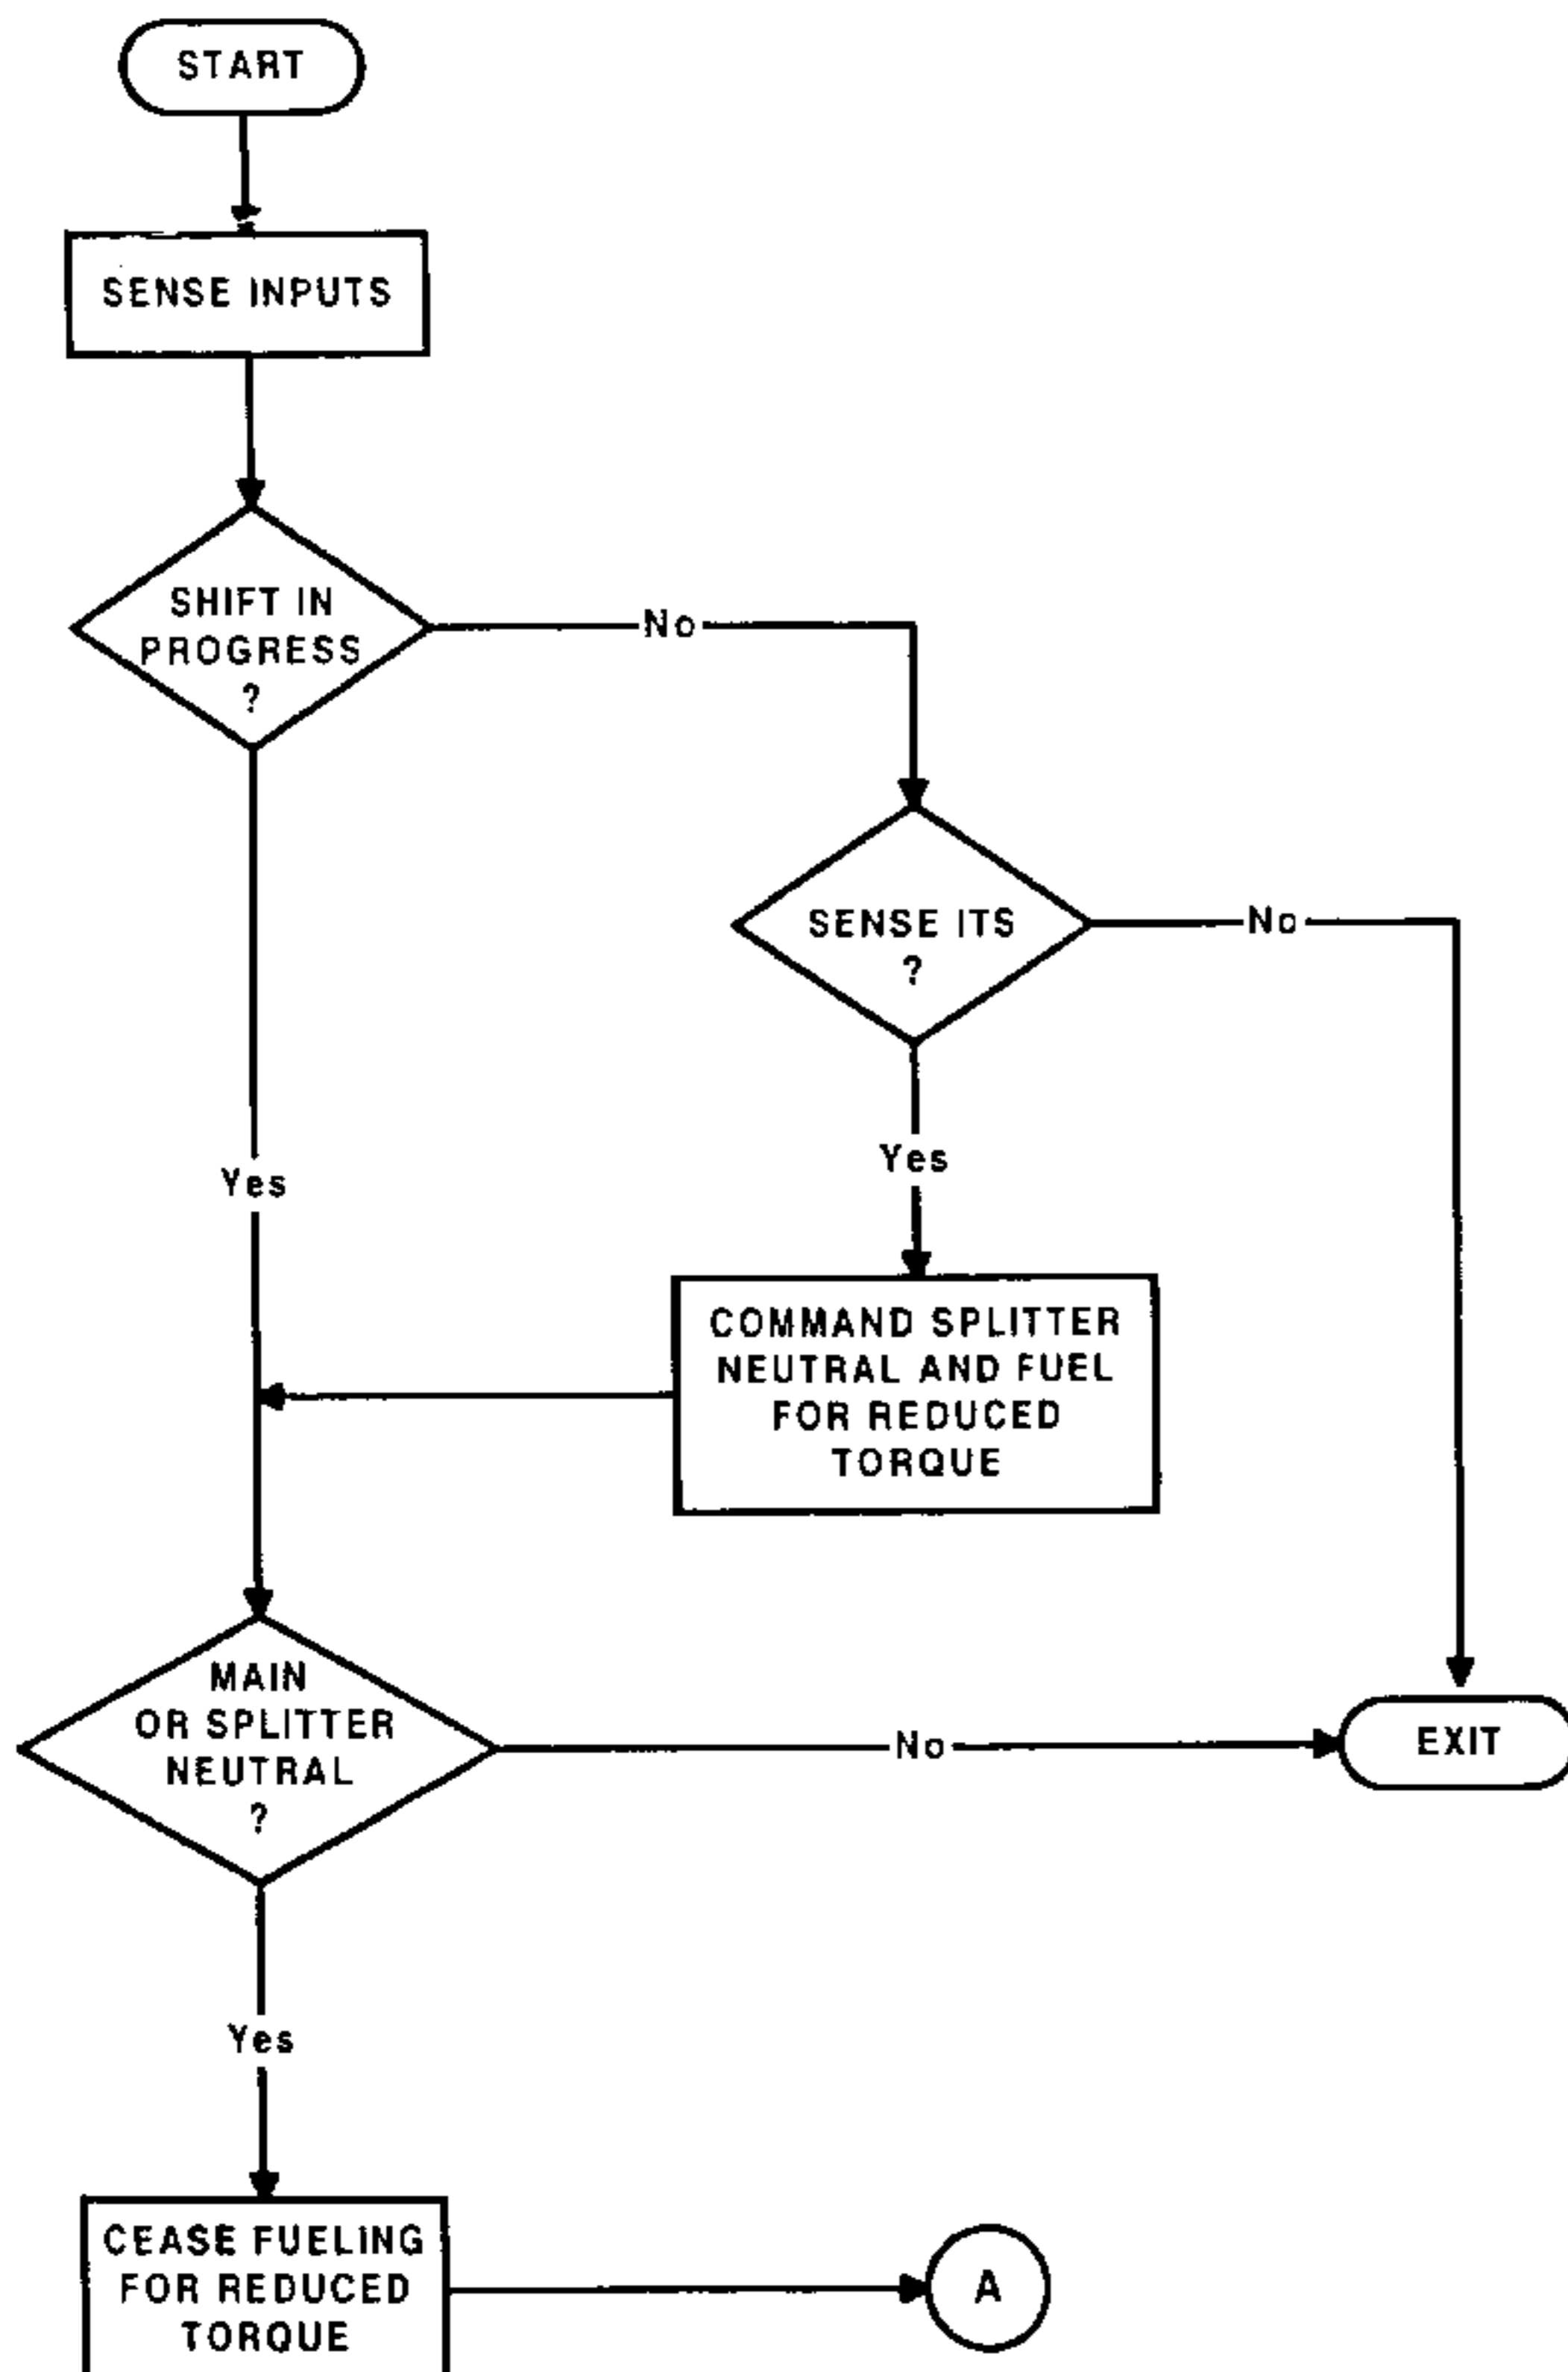 START
SENSE INPUTS
SHIFT IN
PROGRESS
?
No
SENSE ITS
?
No
Yes
Yes
COMMAND SPLITTER
NEUTRAL AND FUEL
FOR REDUCED
TORQUE
MAIN
OR SPLITTER
NEUTRAL
?
No
EXIT
Yes
CEASE FUELING
FOR REDUCED
TORQUE
A